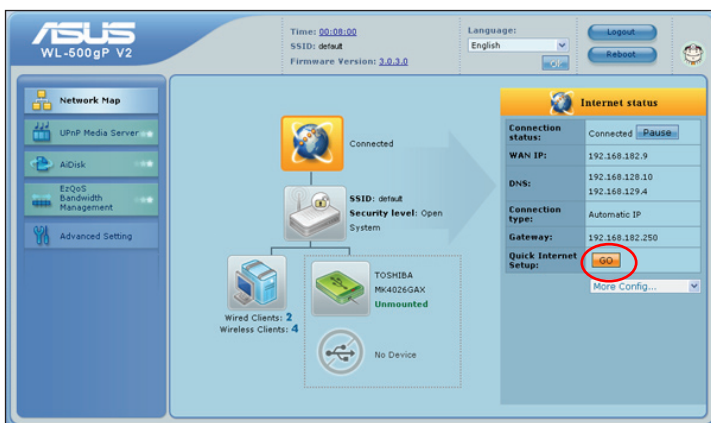 ASUS
WL-500gP V2
Time: 00:08:00
SSID: default
Firmware Version: 3.0.3.0
Language:
English
OK
Logout
Reboot
Network Map
UPnP Media Server
AiDisk
EzQoS
Bandwidth
Management
Advanced Setting
Connected
SSID: default
Security level: Open
System
Wired Clients: 2
Wireless Clients: 4
TOSHIBA
MK4026GAX
Unmounted
No Device
Internet status
Connection
status:
Connected Pause
WAN IP: 192.168.182.9
DNS: 192.168.128.10
192.168.129.4
Connection
type:
Automatic IP
Gateway: 192.168.182.250
Quick Internet
Setup:
GO
More Config...